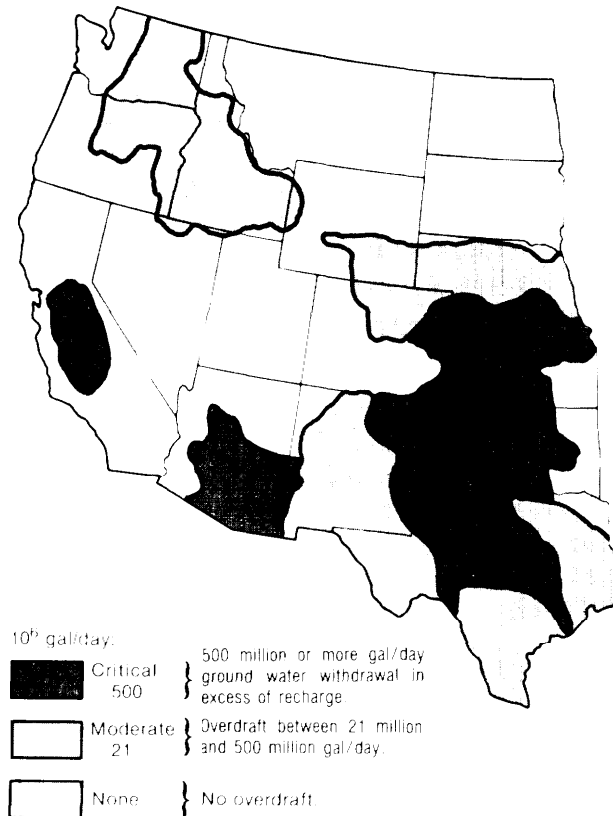 10⁶ gal/day:
Critical
500
500 million or more gal/day
ground water withdrawal in
excess of recharge.
Moderate
21
Overdraft between 21 million
and 500 million gal/day.
None
No overdraft.